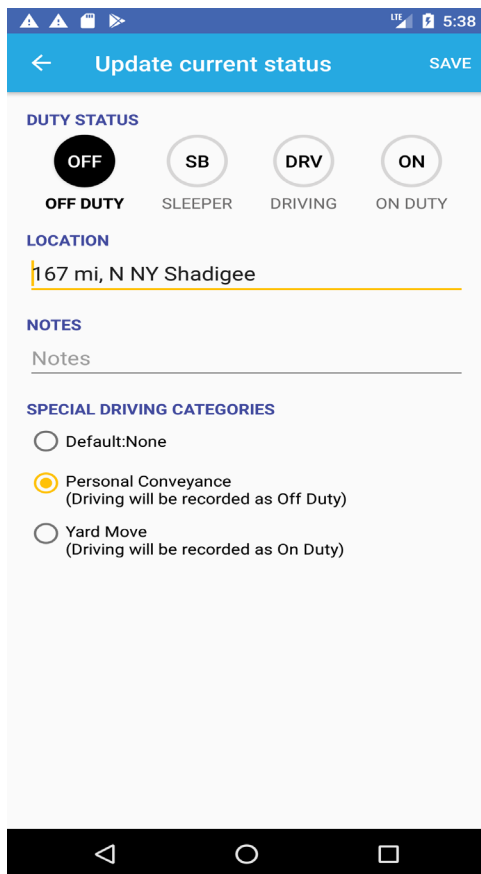 LTE 5:38
Update current status SAVE
DUTY STATUS
OFF SB DRV ON
OFF DUTY SLEEPER DRIVING ON DUTY
LOCATION
167 mi, N NY Shadigee
NOTES
Notes
SPECIAL DRIVING CATEGORIES
Default:None
Personal Conveyance
(Driving will be recorded as Off Duty)
Yard Move
(Driving will be recorded as On Duty)